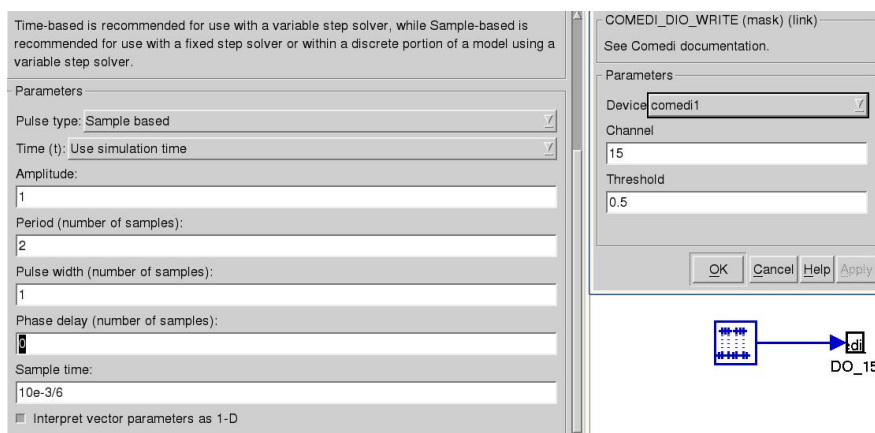 Time-based is recommended for use with a variable step solver, while Sample-based is
recommended for use with a fixed step solver or within a discrete portion of a model using a
variable step solver.
Parameters
Pulse type: Sample based
Time (t): Use simulation time
Amplitude:
1
Period (number of samples):
2
Pulse width (number of samples):
1
Phase delay (number of samples):
0
Sample time:
10e-3/6
Interpret vector parameters as 1-D
COMEDI_DIO_WRITE (mask) (link)
See Comedi documentation.
Parameters
Device comedi1
Channel
15
Threshold
0.5
OK Cancel Help Apply
edi
DO_15